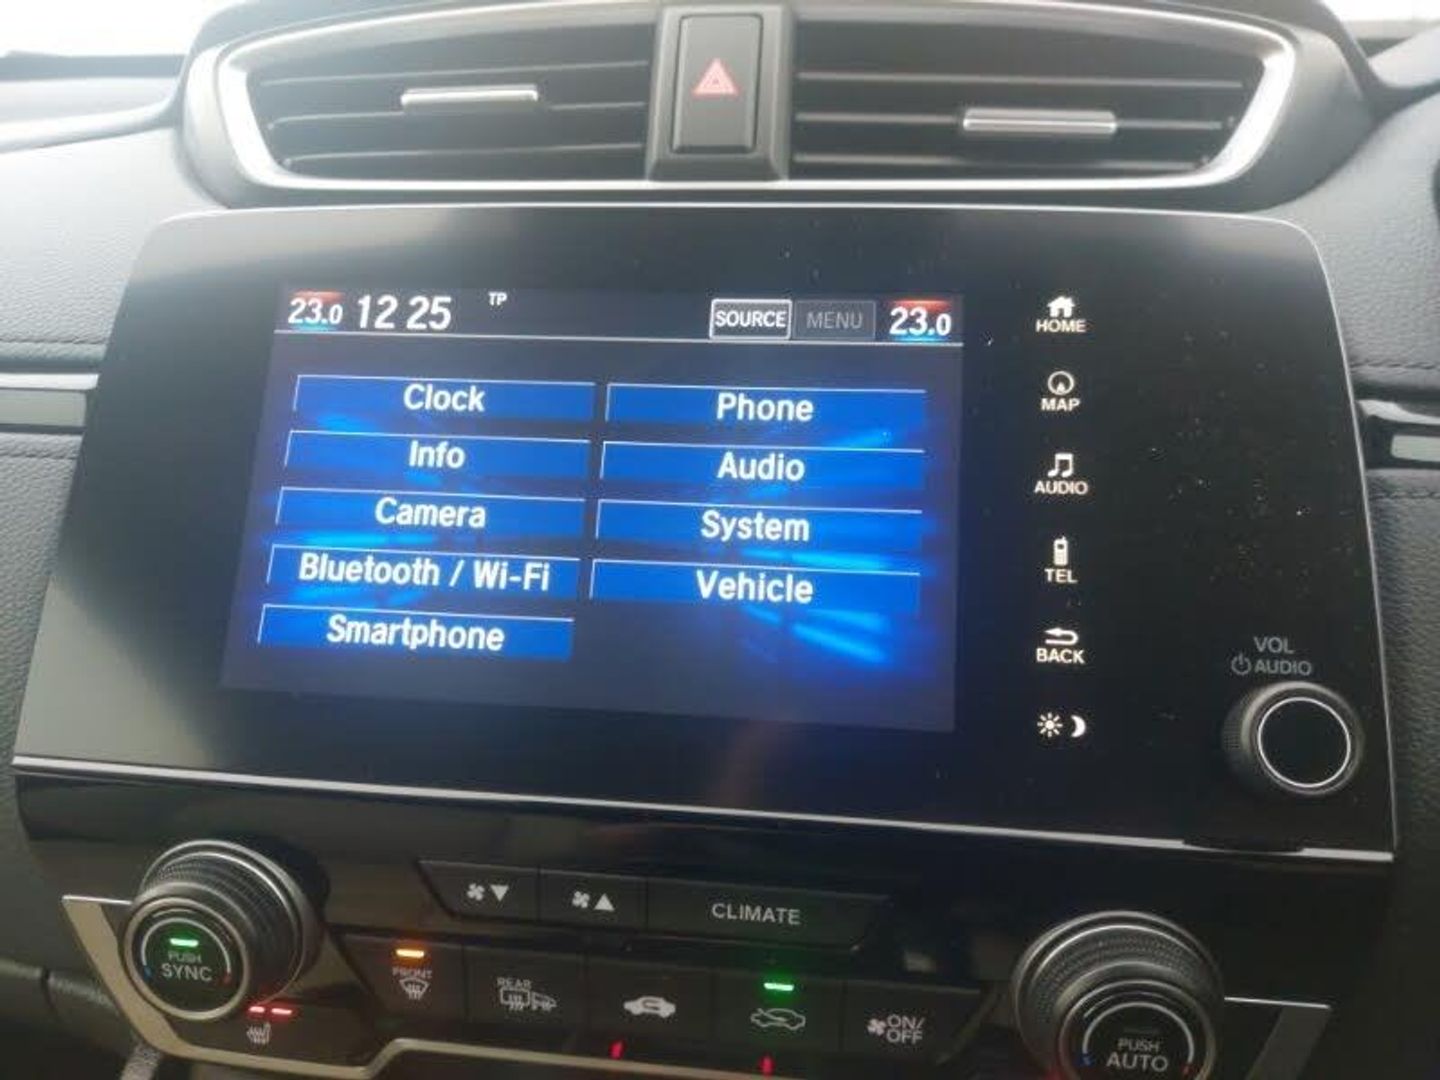 23.0 12 25 TP SOURCE MENU 23.0
HOME
MAP
AUDIO
TEL
BACK
Clock Phone
Info Audio
Camera System
Bluetooth / Wi-Fi Vehicle
Smartphone
VOL
AUDIO
CLIMATE
PUSH
SYNC
FRONT
REAR
ON/
OFF
PUSH
AUTO